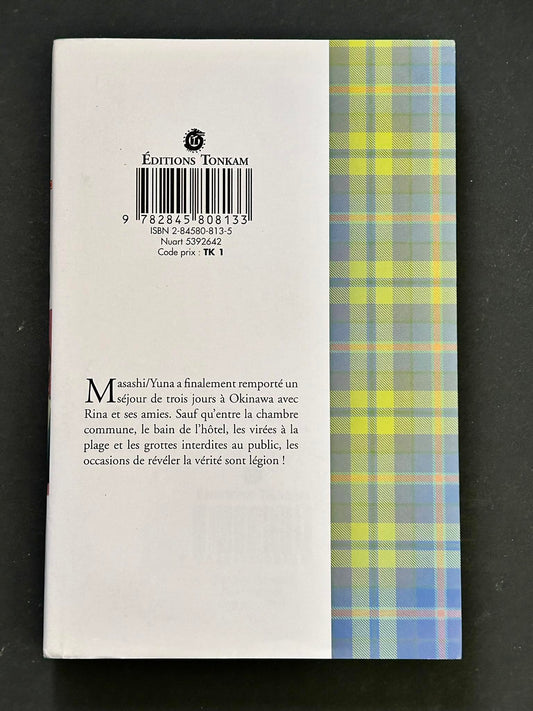 ÉDITIONS TONKAM
9 782845 808133
ISBN 2-84580-813-5
Nuart 5392642
Code prix : TK 1
Masashi/Yuna a finalement remporté un
séjour de trois jours à Okinawa avec
Rina et ses amies. Sauf qu'entre la chambre
commune, le bain de l'hôtel, les virées à la
plage et les grottes interdites au public, les
occasions de révéler la vérité sont légion !